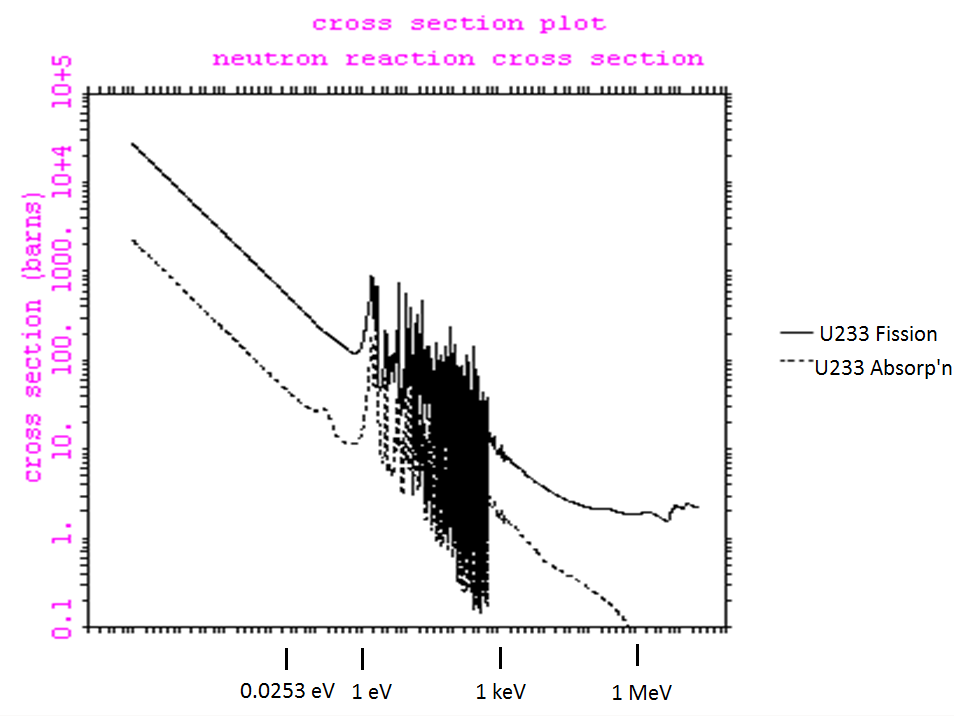 cross section plot
neutron reaction cross section
cross section (barns)
10+5
10+4
1000.
100.
10.
1.
0.1
U233 Fission
U233 Absorp'n
0.0253 eV
1 eV
1 keV
1 MeV